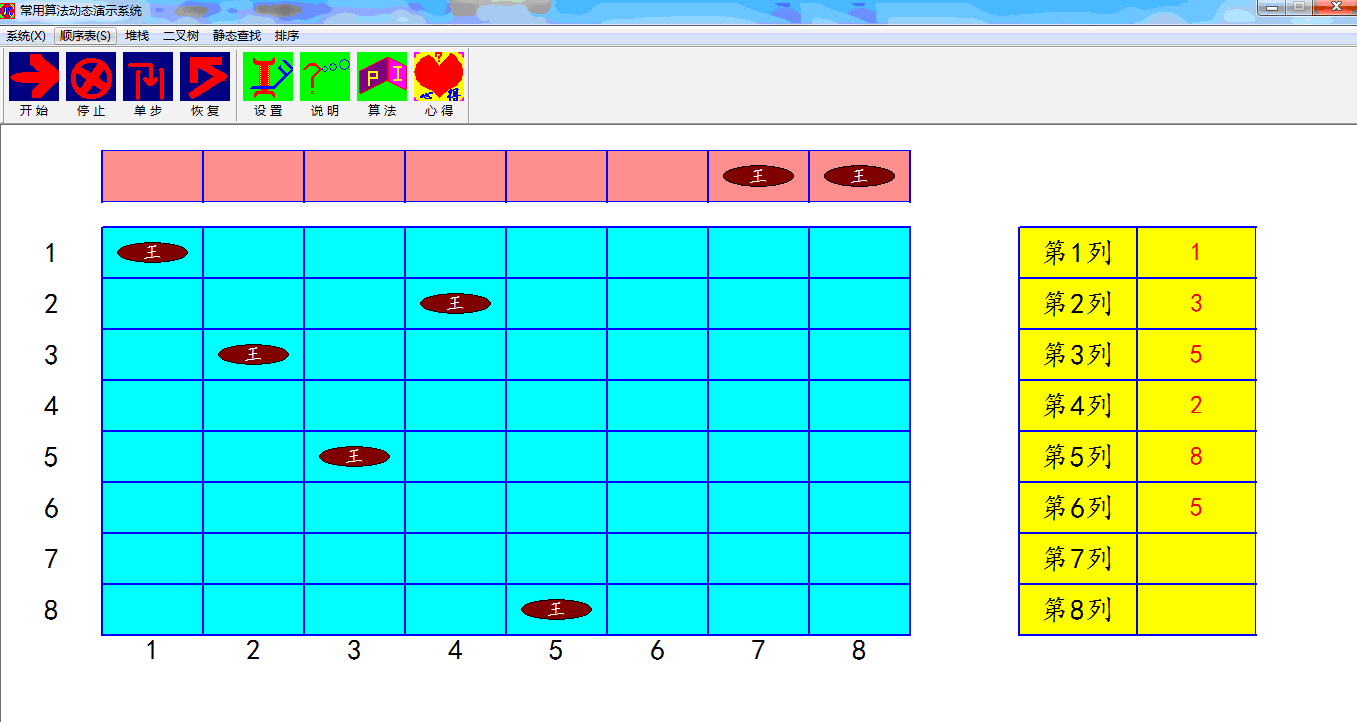 常用算法动态演示系统
系统(X) 顺序表(S) 堆栈 二叉树 静态查找 排序
P I ?
? 心 得
开始 停止 单步 恢复 设置 说明 算法 心得
王 王
1 王 第1列 1
2 王 第2列 3
3 王 第3列 5
4 第4列 2
5 王 第5列 8
6 第6列 5
7 第7列
8 王 第8列
1 2 3 4 5 6 7 8